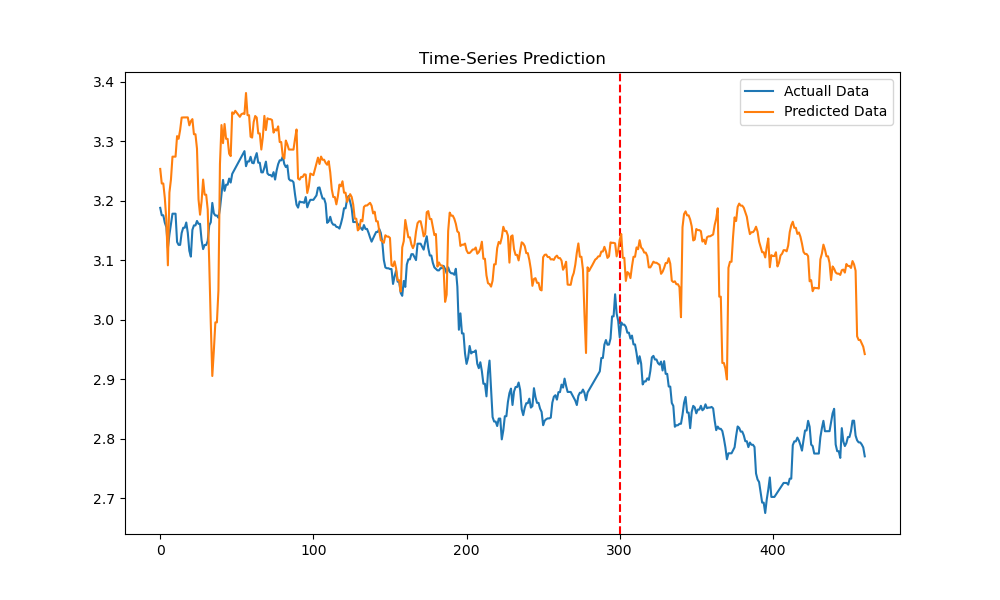 Time-Series Prediction
Actuall Data
Predicted Data
3.4
3.3
3.2
3.1
3.0
2.9
2.8
2.7
0 100 200 300 400